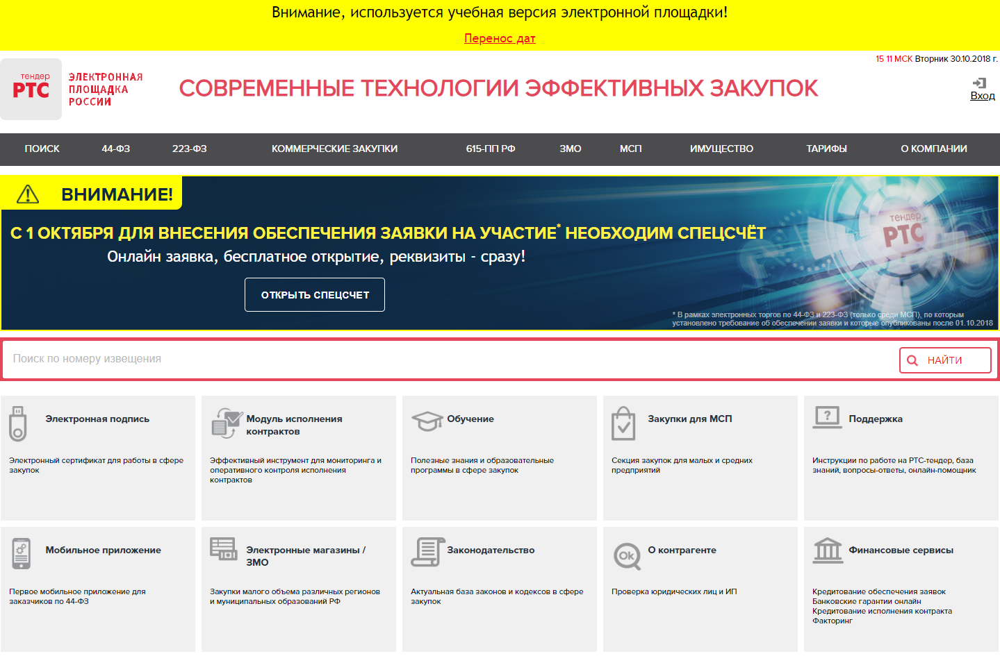 Внимание, используется учебная версия электронной площадки!
Перенос дат
15 11 МСК Вторник 30.10.2018 г.
тендер
РТС
ЭЛЕКТРОННАЯ
ПЛОЩАДКА
РОССИИ
СОВРЕМЕННЫЕ ТЕХНОЛОГИИ ЭФФЕКТИВНЫХ ЗАКУПОК
Вход
ПОИСК 44-ФЗ 223-ФЗ КОММЕРЧЕСКИЕ ЗАКУПКИ 615-ПП РФ ЗМО МСП ИМУЩЕСТВО ТАРИФЫ О КОМПАНИИ
ВНИМАНИЕ!
С 1 ОКТЯБРЯ ДЛЯ ВНЕСЕНИЯ ОБЕСПЕЧЕНИЯ ЗАЯВКИ НА УЧАСТИЕ* НЕОБХОДИМ СПЕЦСЧЁТ
Онлайн заявка, бесплатное открытие, реквизиты - сразу!
ОТКРЫТЬ СПЕЦСЧЕТ
тендер
РТС
* В рамках электронных торгов по 44-ФЗ и 223-ФЗ (только среди МСП), по которым
установлено требование об обеспечении заявки и которые опубликованы после 01.10.2018
Поиск по номеру извещения
НАЙТИ
Электронная подпись
Электронный сертификат для работы в сфере
закупок
Модуль исполнения
контрактов
Эффективный инструмент для мониторинга и
оперативного контроля исполнения
контрактов
Обучение
Полезные знания и образовательные
программы в сфере закупок
Закупки для МСП
Секция закупок для малых и средних
предприятий
?
Поддержка
Инструкции по работе на РТС-тендер, база
знаний, вопросы-ответы, онлайн-помощник
Мобильное приложение
Первое мобильное приложение для
заказчиков по 44-ФЗ
Электронные магазины /
ЗМО
Закупки малого объема различных регионов
и муниципальных образований РФ
Законодательство
Актуальная база законов и кодексов в сфере
закупок
Ok
О контрагенте
Проверка юридических лиц и ИП
Финансовые сервисы
Кредитование обеспечения заявок
Банковские гарантии онлайн
Кредитование исполнения контракта
Факторинг